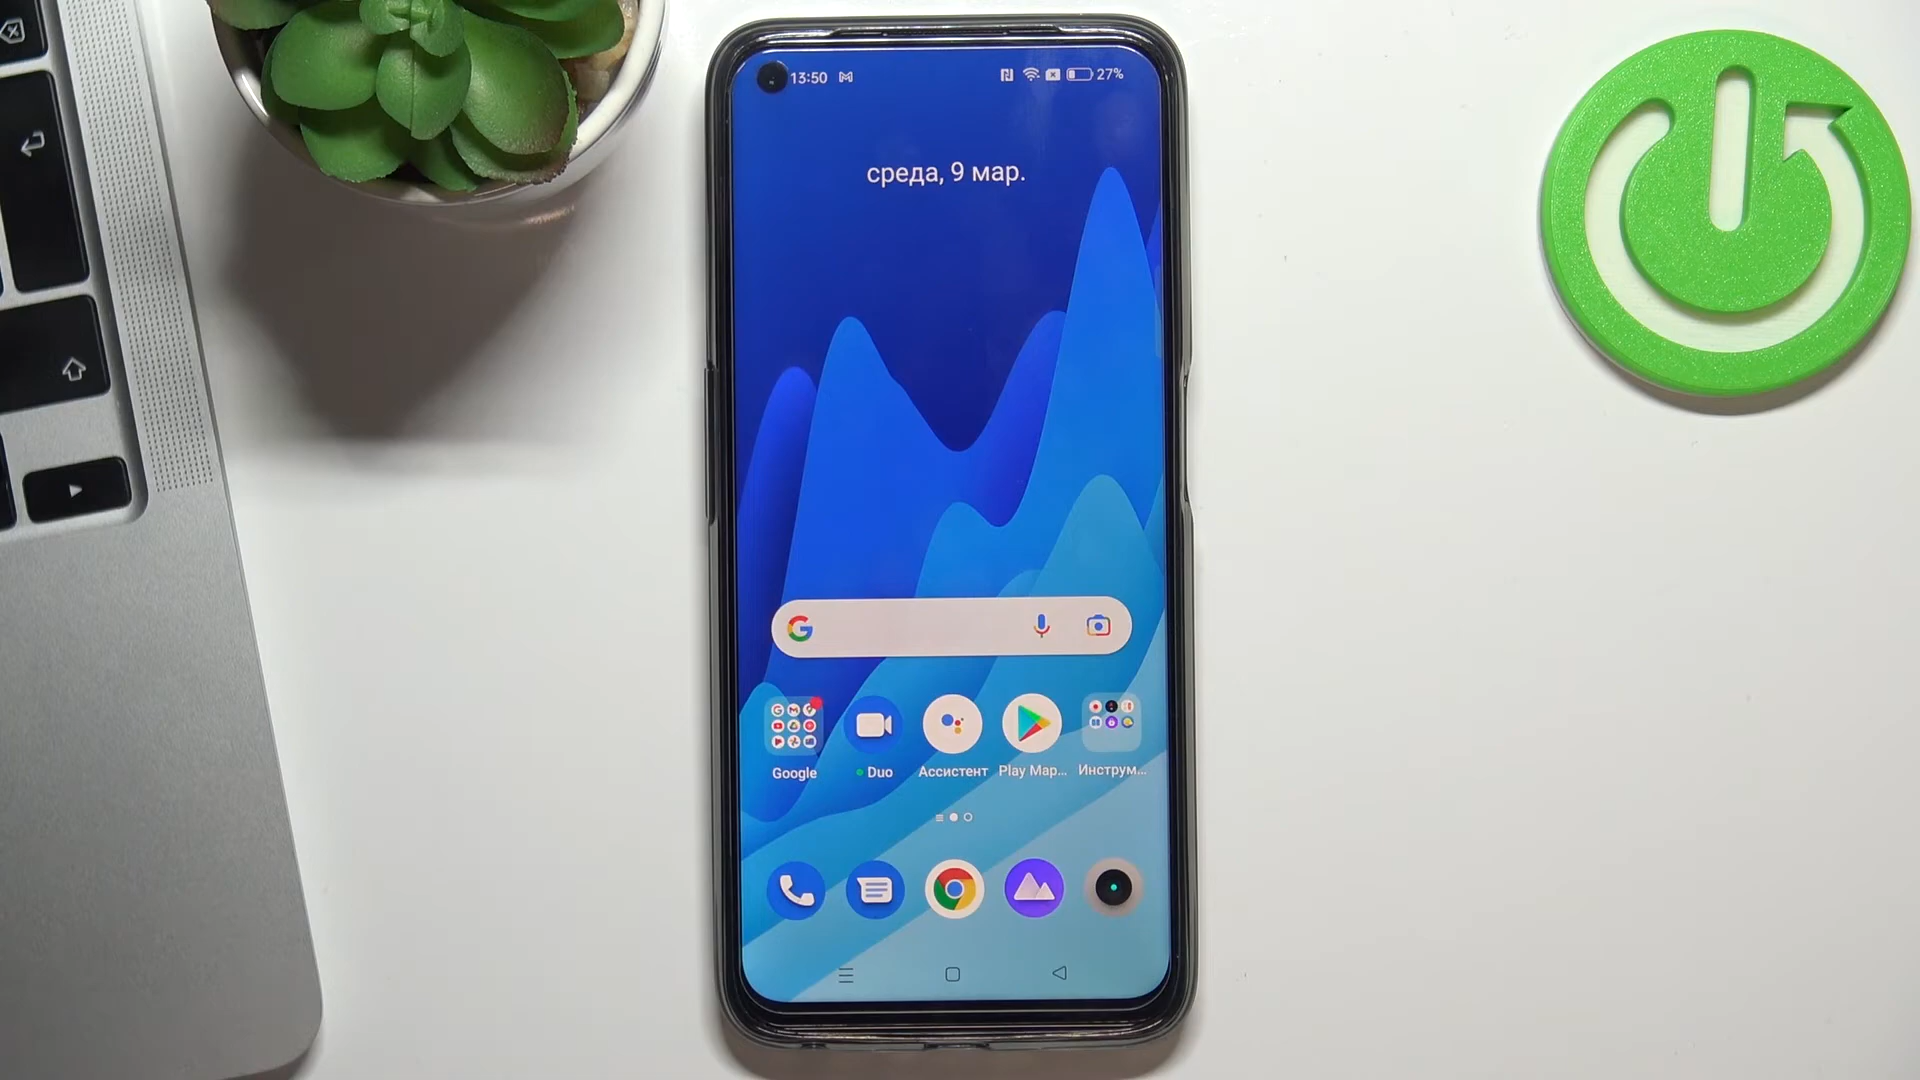 13:50
27%
среда, 9 мар.
Google
Duo
Ассистент
Play Мар...
Инструм...